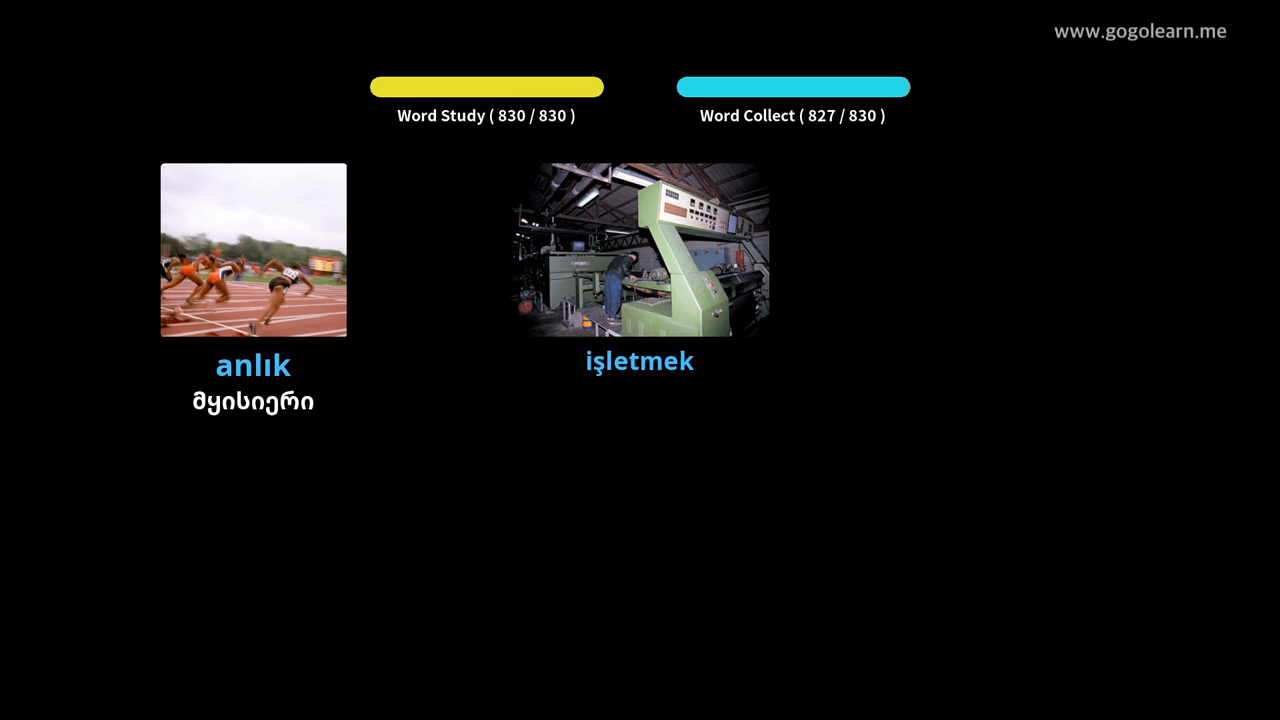 www.gogolearn.me
Word Study ( 830 / 830 )
Word Collect ( 827 / 830 )
anlık
მყისიერი
işletmek